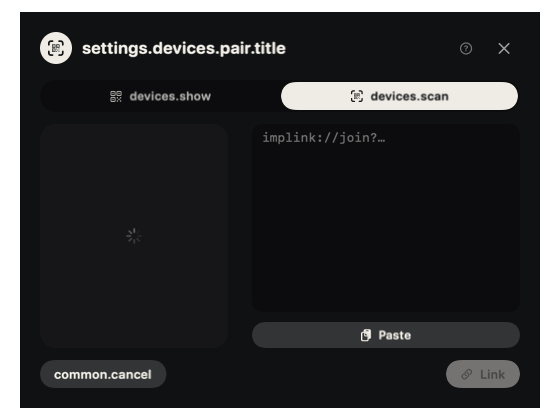 settings.devices.pair.title
devices.show
devices.scan
implink://join?…
Paste
common.cancel
Link